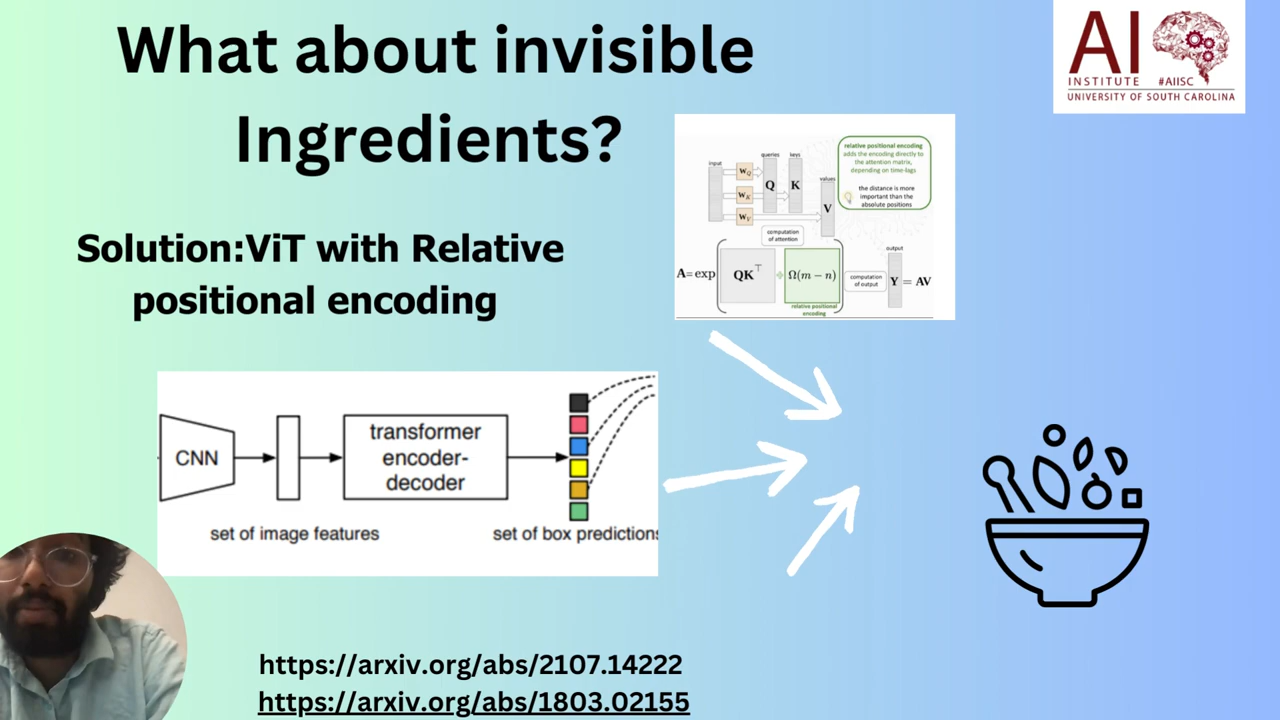 What about invisible
Ingredients?
Solution:ViT with Relative
positional encoding
AI
INSTITUTE #AIISC
UNIVERSITY OF SOUTH CAROLINA
relative positional encoding
adds the encoding directly to
the attention matrix,
depending on time-lags
the distance is more
important than the
absolute positions
input
queries
keys
values
W_Q
W_K
W_V
Q
K
V
computation
of attention
A=exp
QK⊤
+
Ω(m − n)
relative positional
encoding
computation
of output
output
Y = AV
CNN
transformer
encoder-
decoder
set of image features
set of box predictions
https://arxiv.org/abs/2107.14222
https://arxiv.org/abs/1803.02155